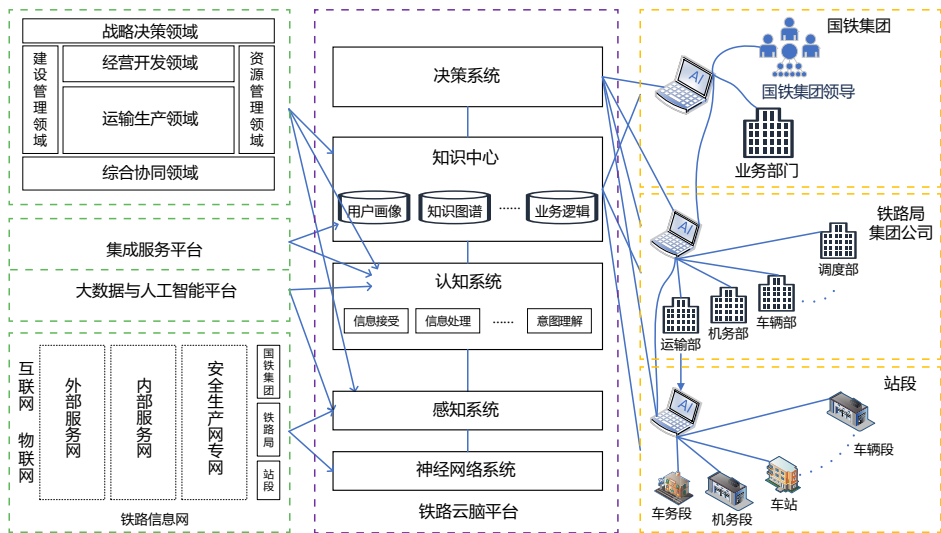 战略决策领域
建设管理领域
经营开发领域
运输生产领域
资源管理领域
综合协同领域
集成服务平台
大数据与人工智能平台
互联网 物联网
外部服务网
内部服务网
安全生产网专网
国铁集团
铁路局
站段
铁路信息网
决策系统
知识中心
用户画像
知识图谱
......
业务逻辑
认知系统
信息接受
信息处理
......
意图理解
感知系统
神经网络系统
铁路云脑平台
国铁集团
AI
国铁集团领导
业务部门
铁路局
集团公司
AI
调度部
车辆部
机务部
运输部
站段
AI
车辆段
车站
机务段
车务段